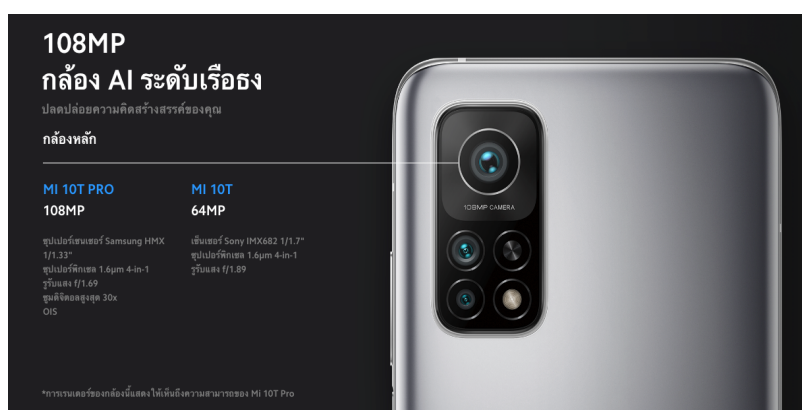 108MP
กล้อง AI ระดับเรือธง
ปลดปล่อยความคิดสร้างสรรค์ของคุณ
กล้องหลัก
MI 10T PRO
108MP
ซุปเปอร์เซนเซอร์ Samsung HMX
1/1.33"
ซุปเปอร์พิกเซล 1.6μm 4-in-1
รูรับแสง f/1.69
ซูมดิจิตอลสูงสุด 30x
OIS
MI 10T
64MP
เซ็นเซอร์ Sony IMX682 1/1.7"
ซุปเปอร์พิกเซล 1.6μm 4-in-1
รูรับแสง f/1.89
108MP CAMERA
*การเรนเดอร์ของกล้องนี้แสดงให้เห็นถึงความสามารถของ Mi 10T Pro